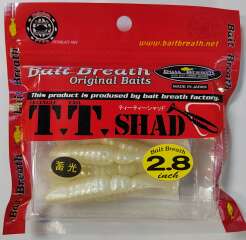 www.baitbreath.net
Bait Breath
Original Baits
MADE IN JAPAN
This product is prodused by bait breath factory.
T.T. SHAD
ティーティーシャッド
蓄光
Bait Breath
2.8
inch